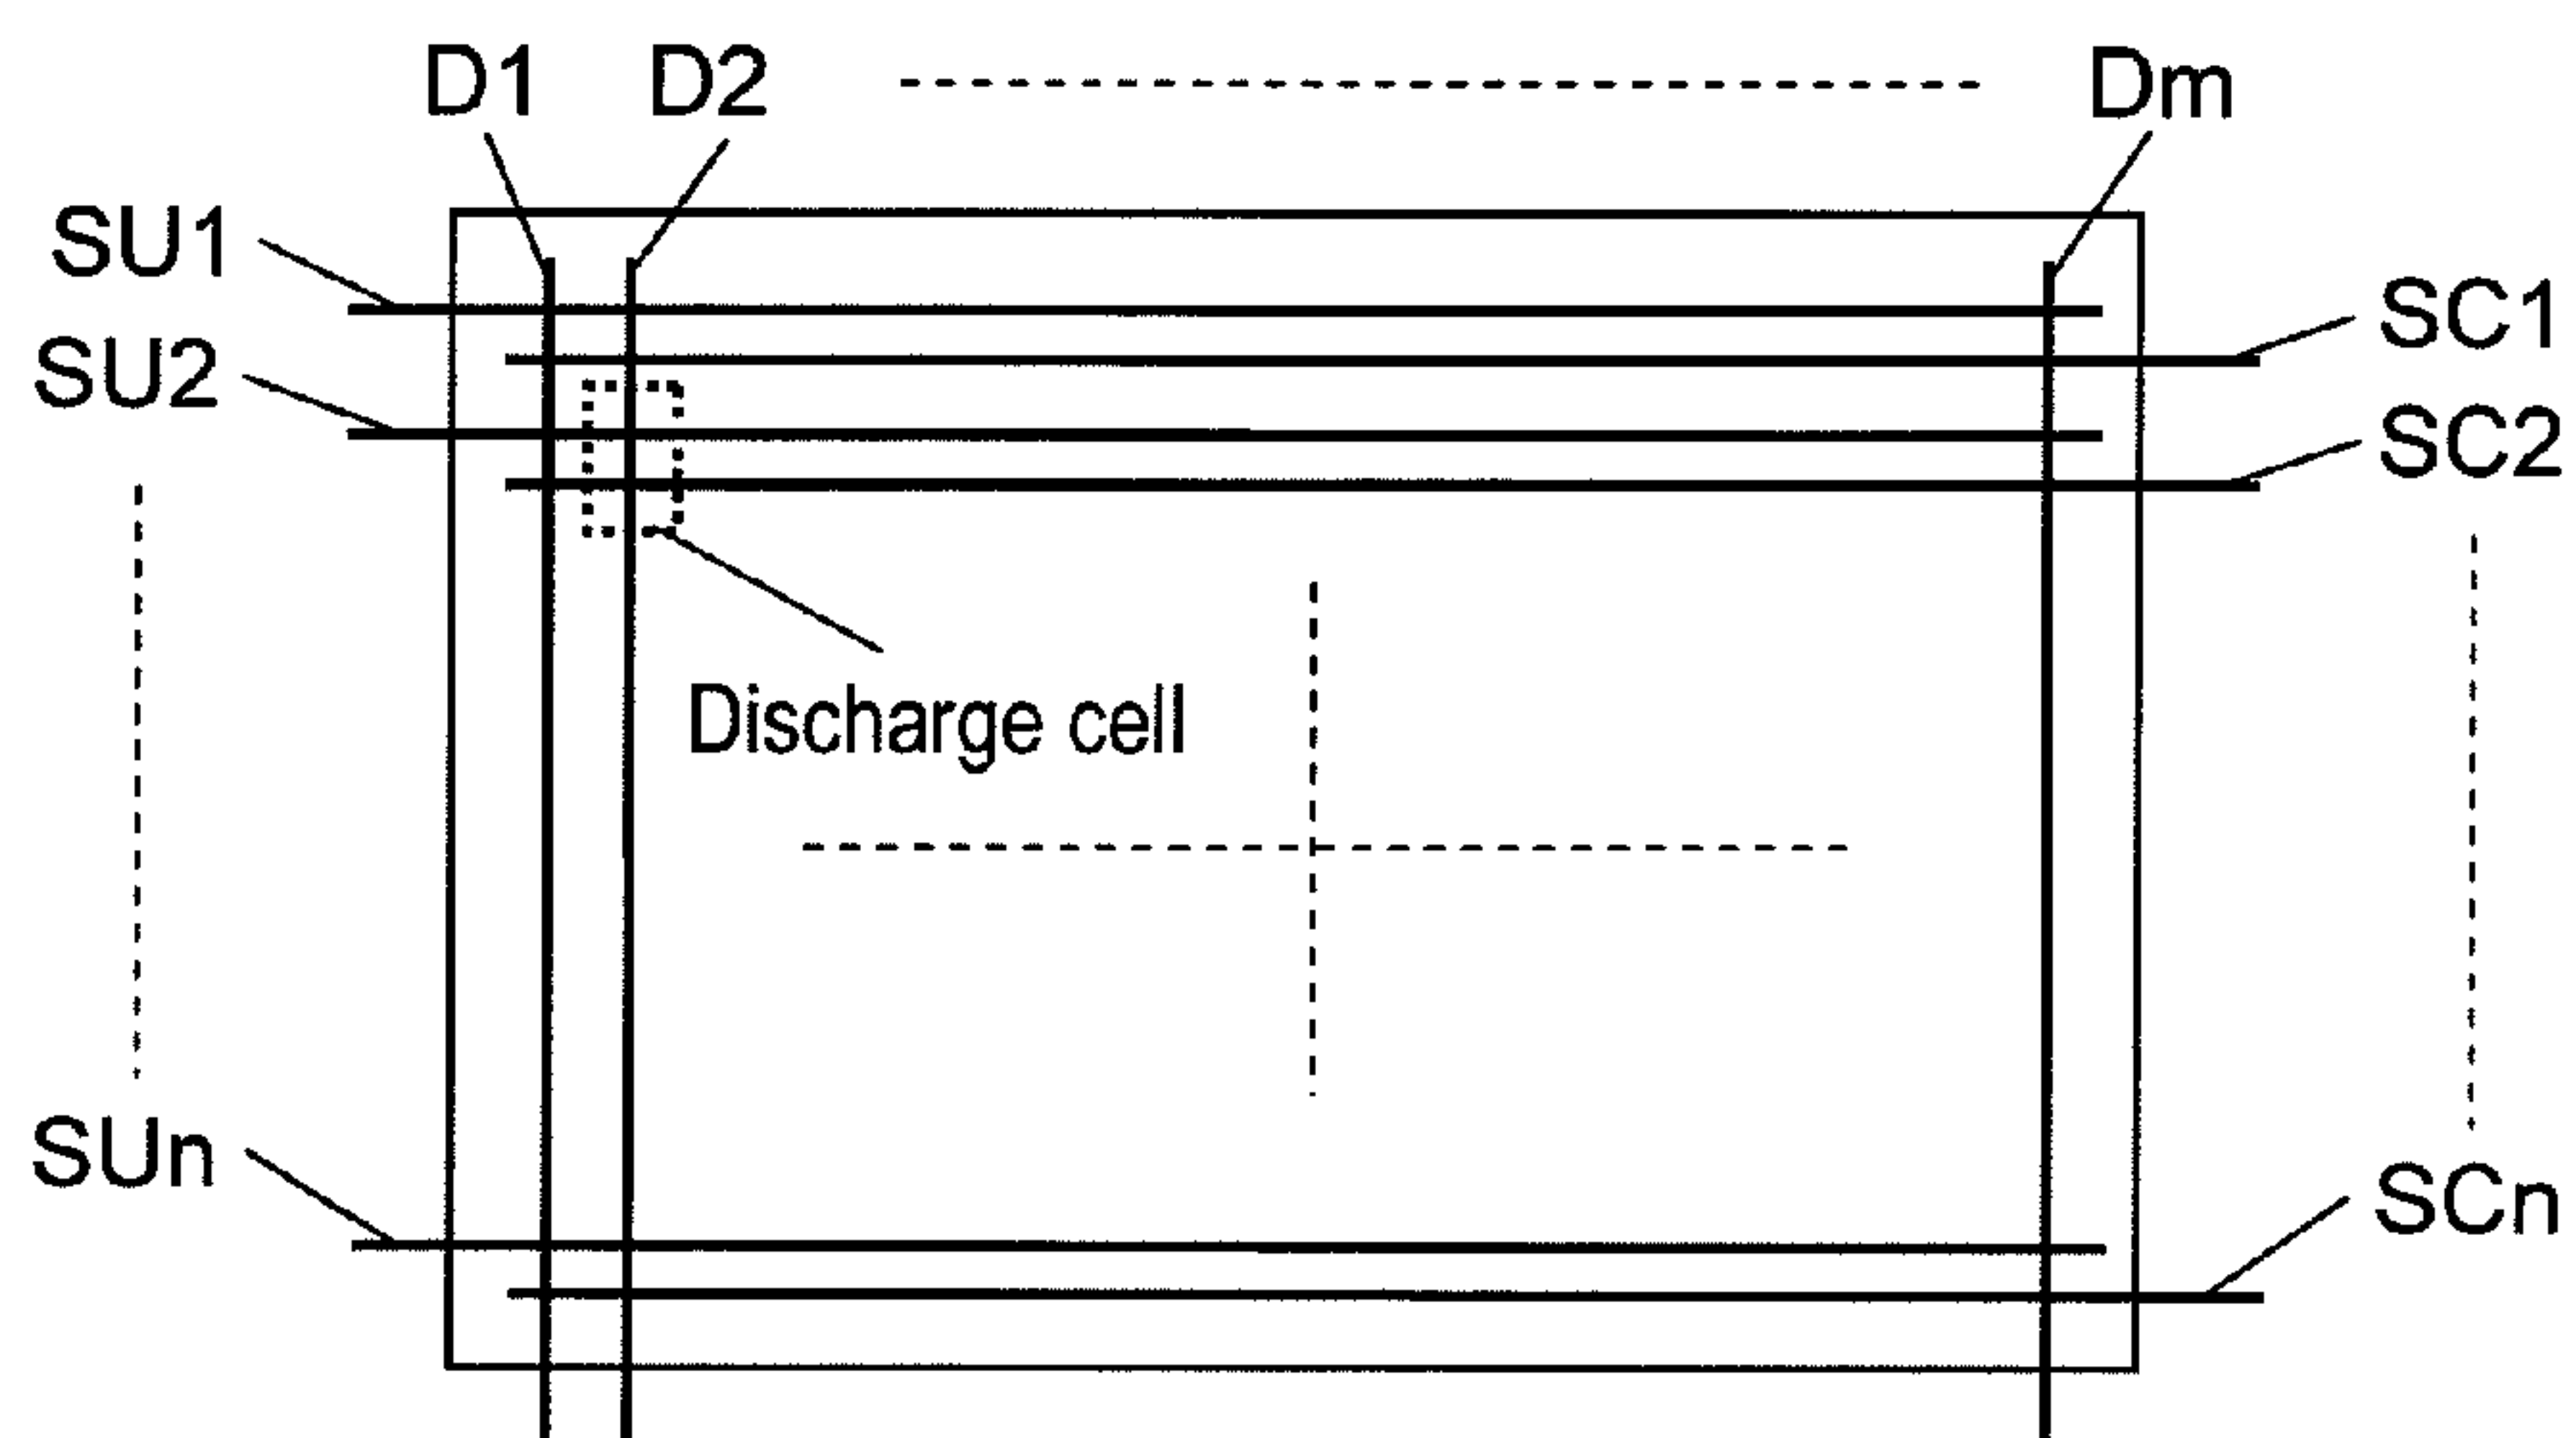 D1 D2 Dm
SU1
SC1
SU2
SC2
Discharge cell
SUn
SCn